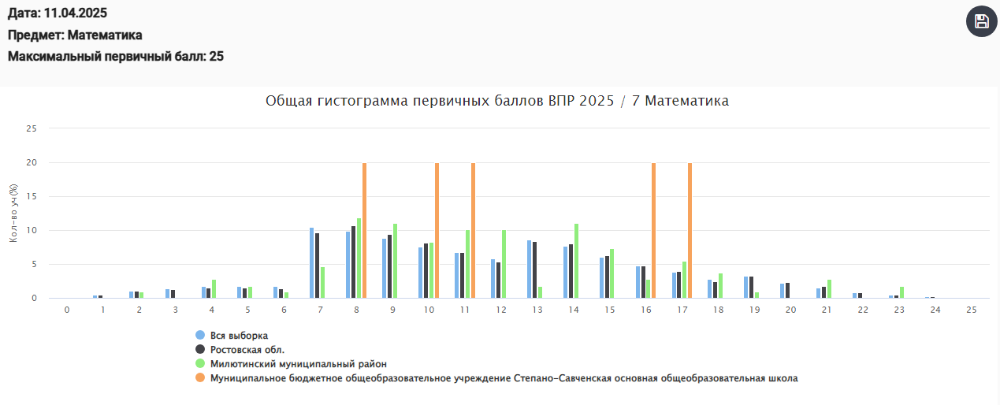 Дата: 11.04.2025
Предмет: Математика
Максимальный первичный балл: 25
Общая гистограмма первичных баллов ВПР 2025 / 7 Математика
Кол-во уч(%)
25
20
15
10
5
0
0 1 2 3 4 5 6 7 8 9 10 11 12 13 14 15 16 17 18 19 20 21 22 23 24 25
Вся выборка
Ростовская обл.
Милютинский муниципальный район
Муниципальное бюджетное общеобразовательное учреждение Степано-Савченская основная общеобразовательная школа